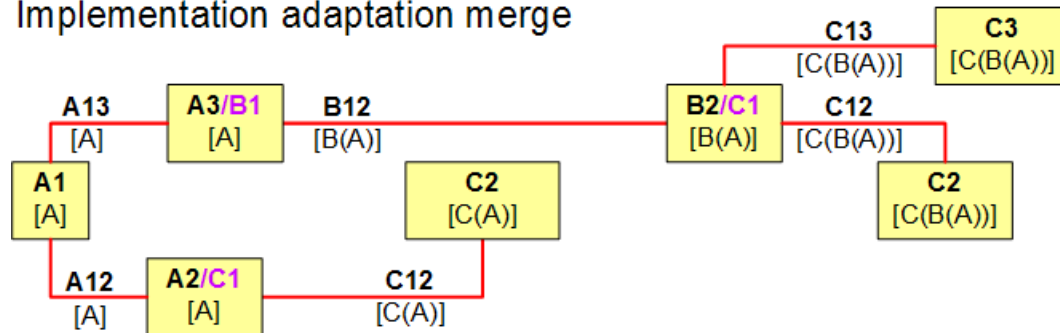 Implementation adaptation merge
C13
[C(B(A))]
C3
[C(B(A))]
A13
[A]
A3/B1
[A]
B12
[B(A)]
B2/C1
[B(A)]
C12
[C(B(A))]
A1
[A]
C2
[C(A)]
C2
[C(B(A))]
A12
[A]
A2/C1
[A]
C12
[C(A)]